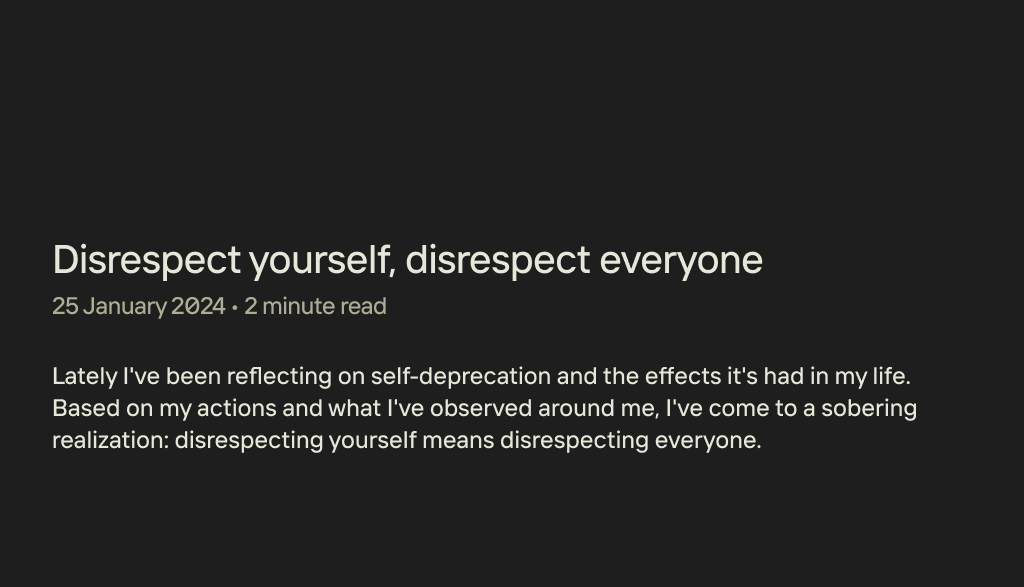 Disrespect yourself, disrespect everyone
25 January 2024 • 2 minute read
Lately I've been reflecting on self-deprecation and the effects it's had in my life.
Based on my actions and what I've observed around me, I've come to a sobering
realization: disrespecting yourself means disrespecting everyone.